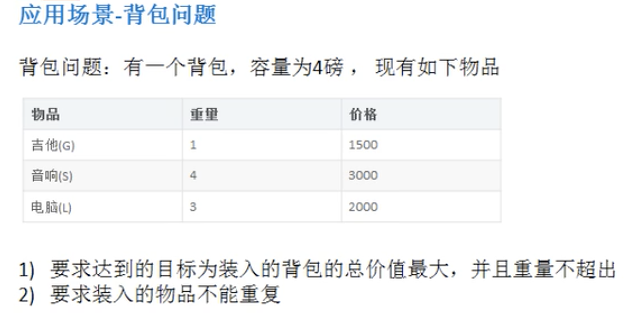 应用场景-背包问题
背包问题：有一个背包，容量为4磅 ， 现有如下物品
物品 重量 价格
吉他(G) 1 1500
音响(S) 4 3000
电脑(L) 3 2000
1) 要求达到的目标为装入的背包的总价值最大，并且重量不超出
2) 要求装入的物品不能重复